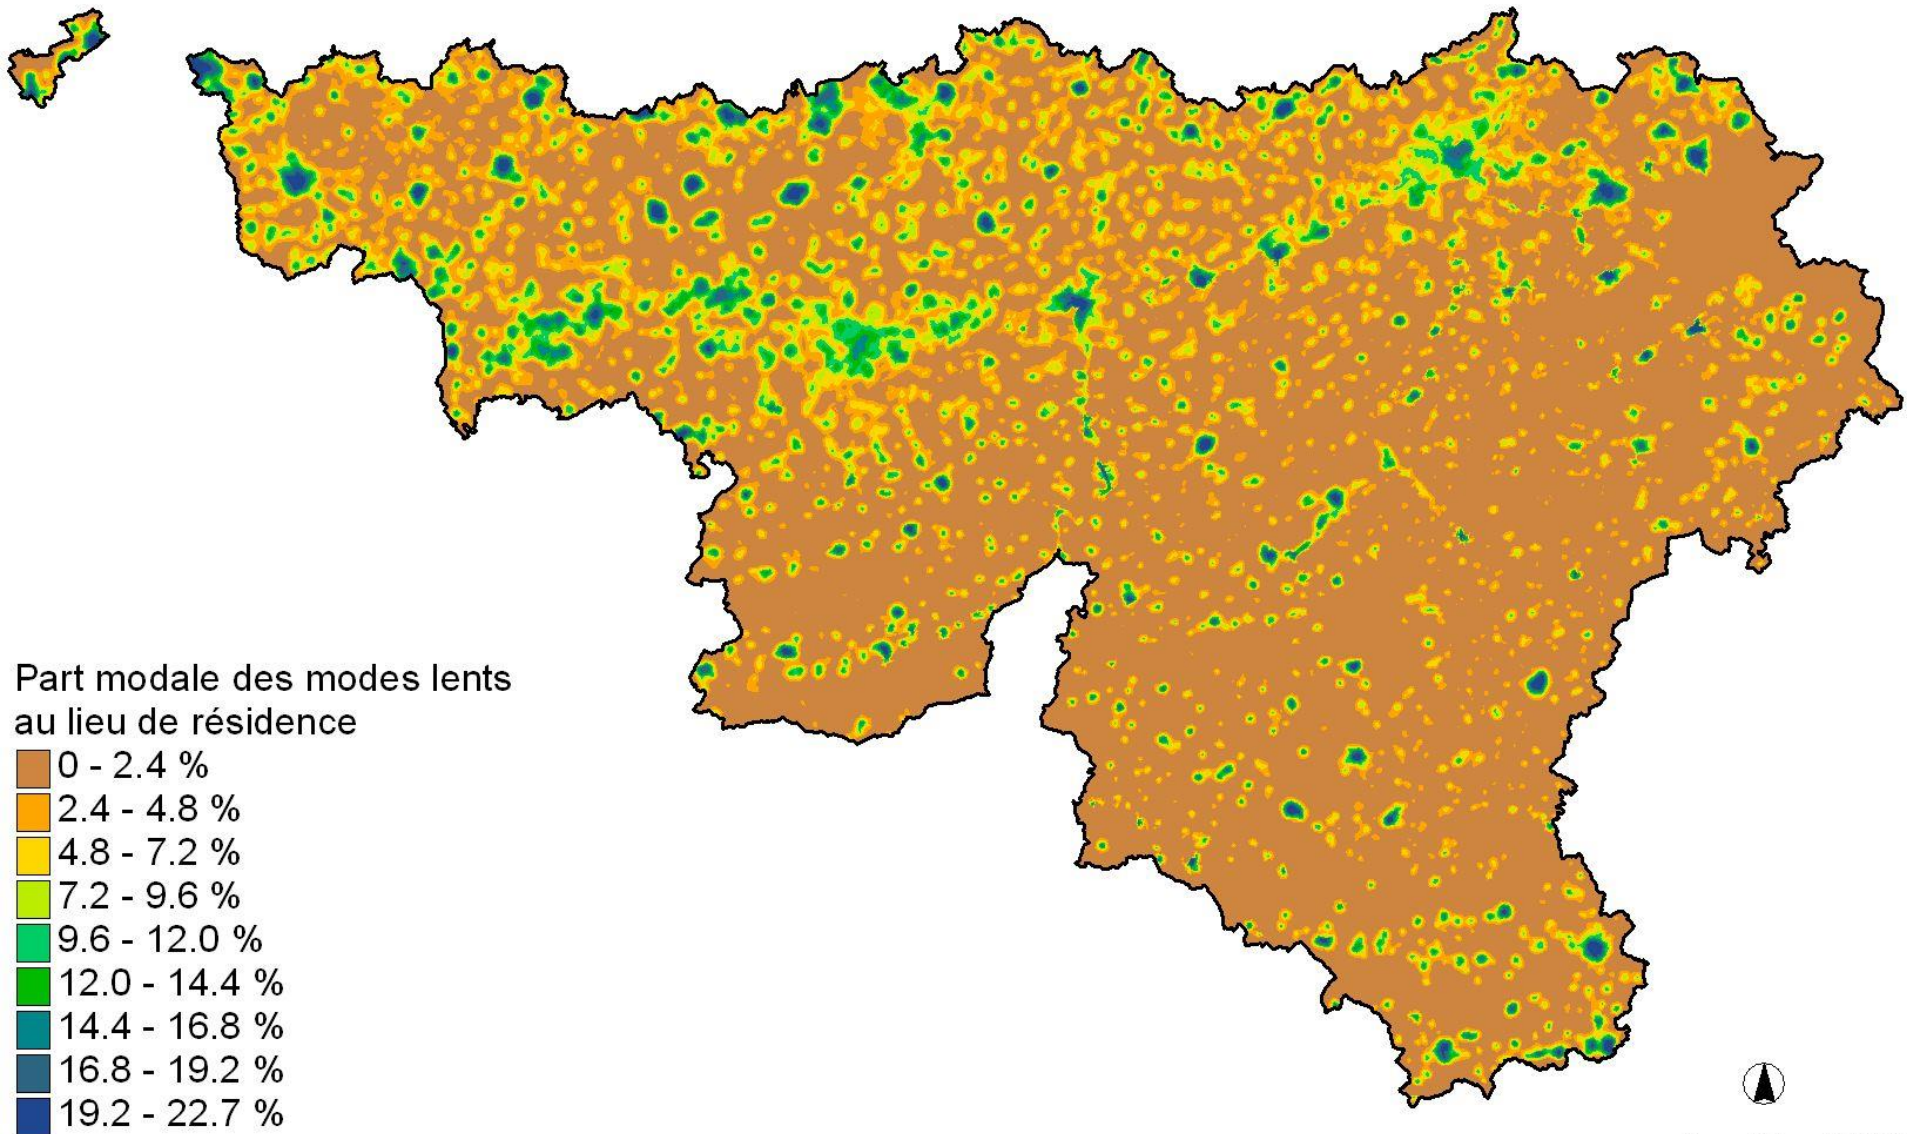 Part modale des modes lents
au lieu de résidence
0 - 2.4 %
2.4 - 4.8 %
4.8 - 7.2 %
7.2 - 9.6 %
9.6 - 12.0 %
12.0 - 14.4 %
14.4 - 16.8 %
16.8 - 19.2 %
19.2 - 22.7 %